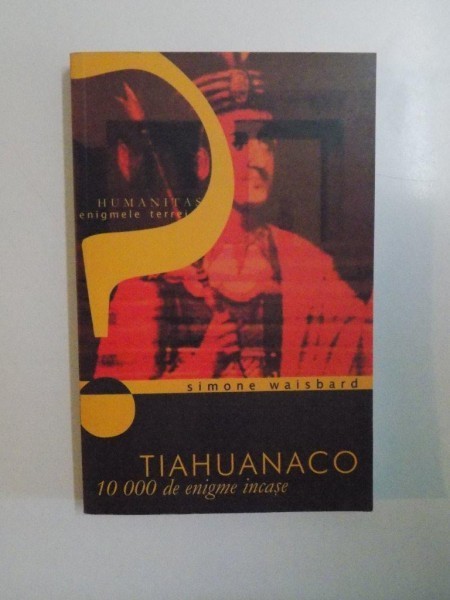 HUMANITAS
enigmele terrei
simone waisbard
TIAHUANACO
10 000 de enigme incașe